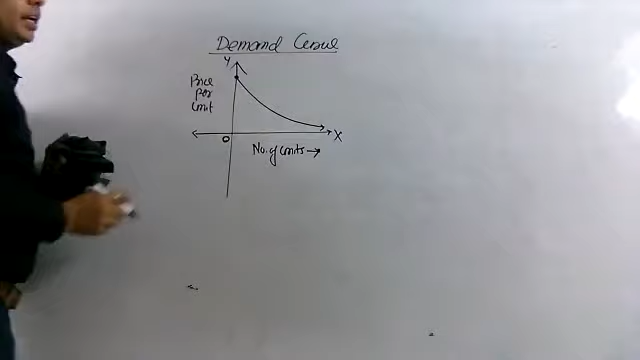 Demand Curve
Y
Price
per
Unit
O
X
No. of units →